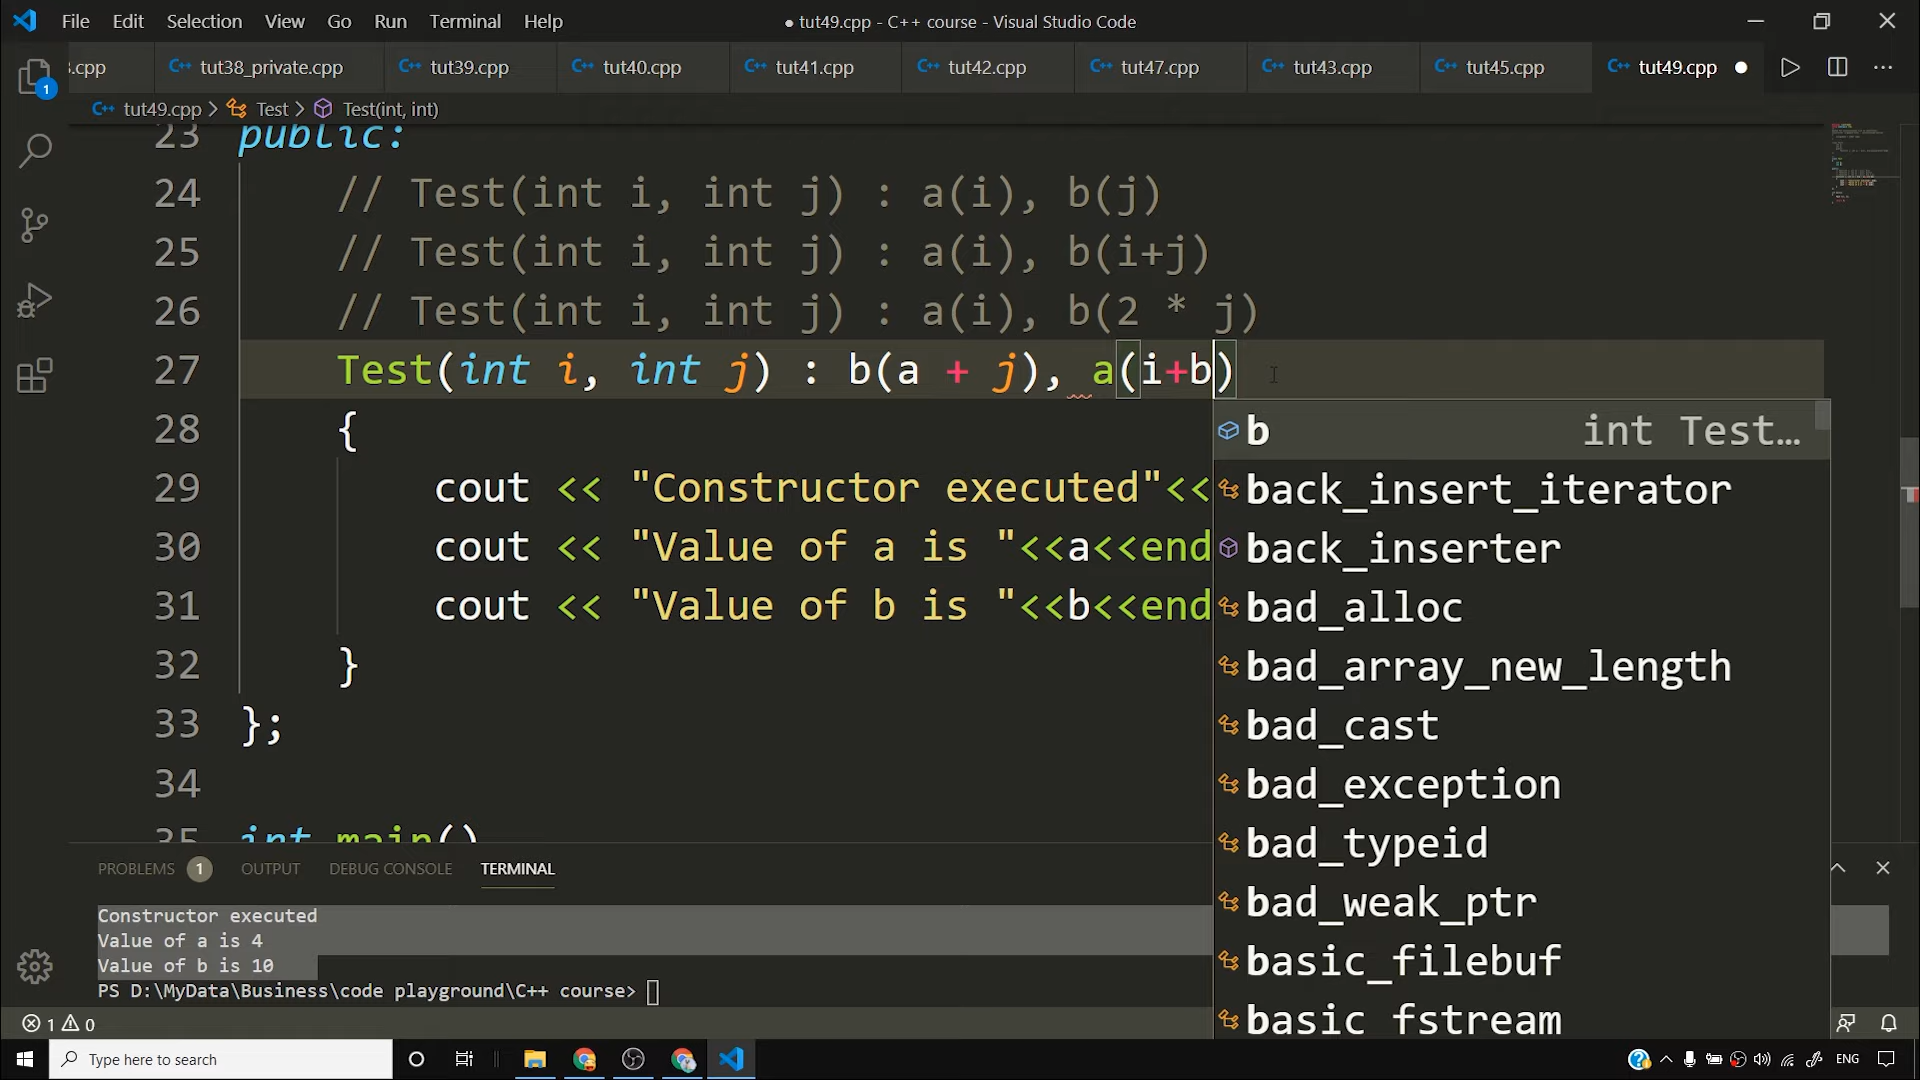 File Edit Selection View Go Run Terminal Help
● tut49.cpp - C++ course - Visual Studio Code
3.cpp tut38_private.cpp tut39.cpp tut40.cpp tut41.cpp tut42.cpp tut47.cpp tut43.cpp tut45.cpp tut49.cpp
1
tut49.cpp > Test > Test(int, int)
23 public:
24 // Test(int i, int j) : a(i), b(j)
25 // Test(int i, int j) : a(i), b(i+j)
26 // Test(int i, int j) : a(i), b(2 * j)
27 Test(int i, int j) : b(a + j), a(i+b)
28 {
29 cout << "Constructor executed"<<
30 cout << "Value of a is "<<a<<end
31 cout << "Value of b is "<<b<<end
32 }
33 };
34
35 int main()
b int Test...
back_insert_iterator
back_inserter
bad_alloc
bad_array_new_length
bad_cast
bad_exception
bad_typeid
bad_weak_ptr
basic_filebuf
basic_fstream
PROBLEMS 1 OUTPUT DEBUG CONSOLE TERMINAL
Constructor executed
Value of a is 4
Value of b is 10
PS D:\MyData\Business\code playground\C++ course>
1 0
Type here to search
ENG